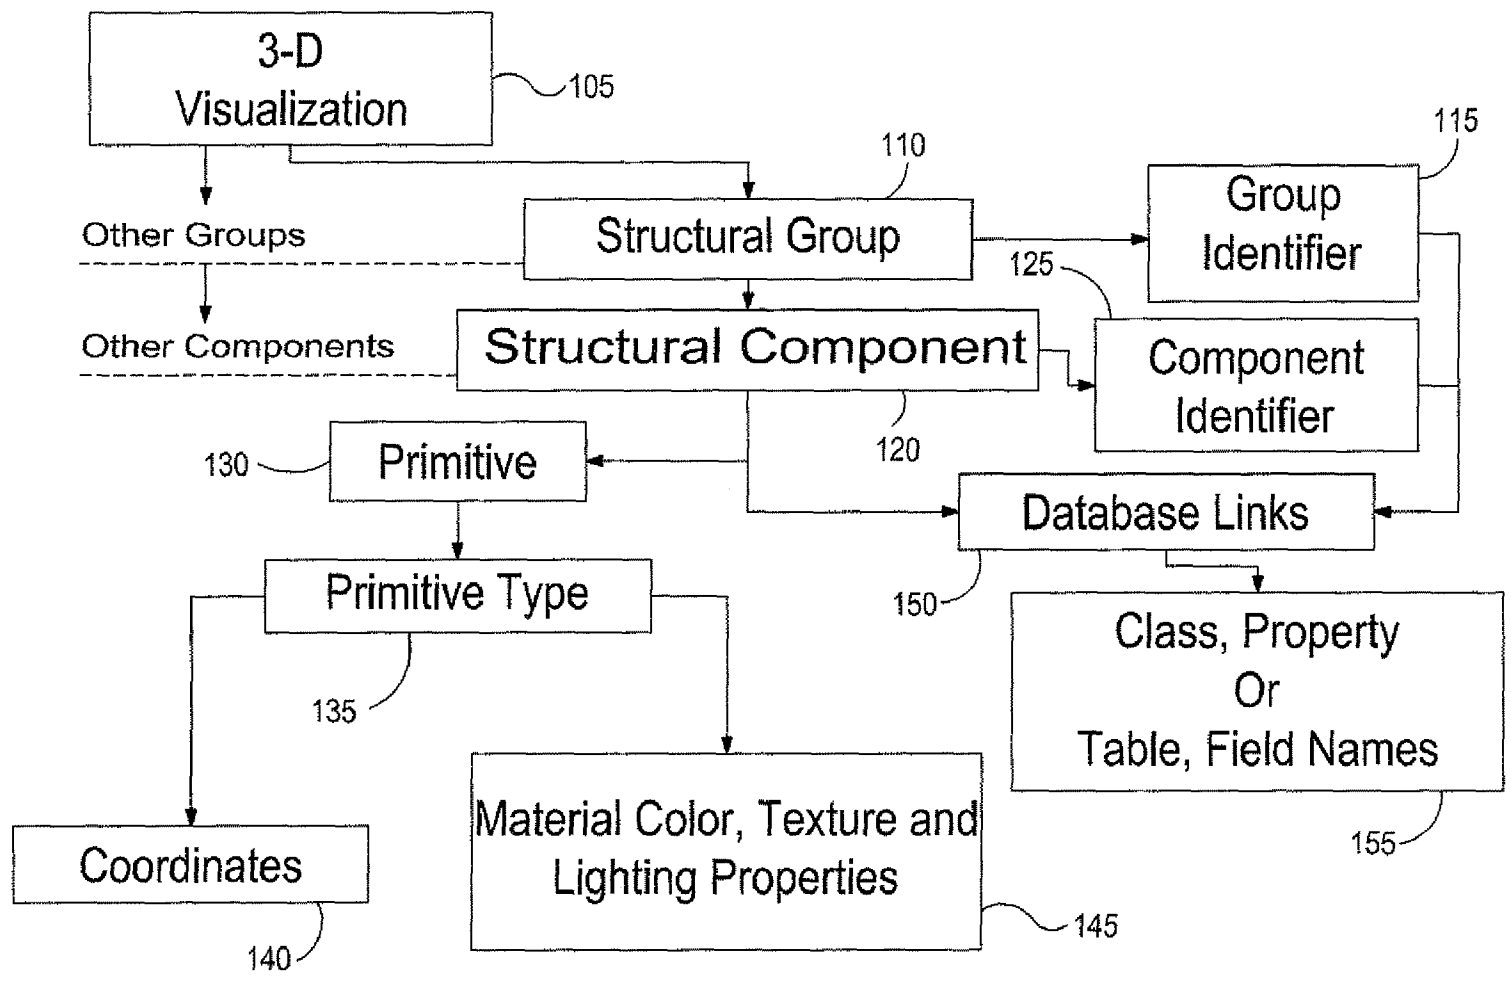 3-D
Visualization
105
110
115
Structural Group
Group
Identifier
Other Groups
125
Other Components
Structural Component
Component
Identifier
120
130
Primitive
Database Links
Primitive Type
150
135
Class, Property
Or
Table, Field Names
155
Material Color, Texture and
Lighting Properties
145
Coordinates
140